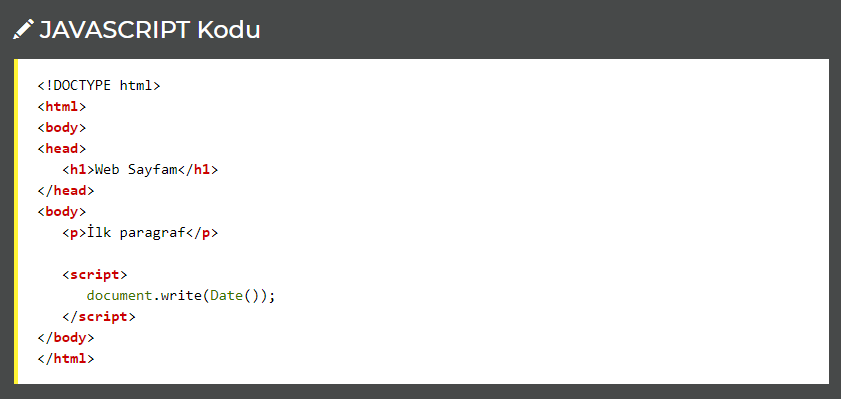 JAVASCRIPT Kodu
<!DOCTYPE html>
<html>
<body>
<head>
   <h1>Web Sayfam</h1>
</head>
<body>
   <p>İlk paragraf</p>

   <script>
      document.write(Date());
   </script>
</body>
</html>